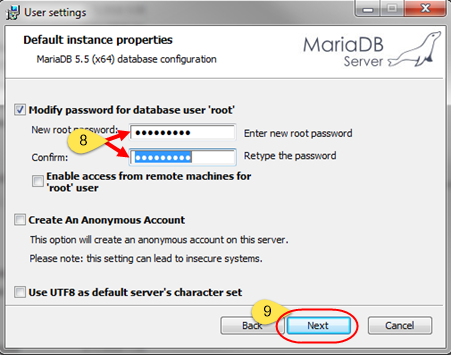 User settings
Default instance properties
MariaDB 5.5 (x64) database configuration
MariaDB
Server
Modify password for database user 'root'
New root password:
Enter new root password
8
Confirm:
Retype the password
Enable access from remote machines for
'root' user
Create An Anonymous Account
This option will create an anonymous account on this server.
Please note: this setting can lead to insecure systems.
Use UTF8 as default server's character set
9
Back
Next
Cancel